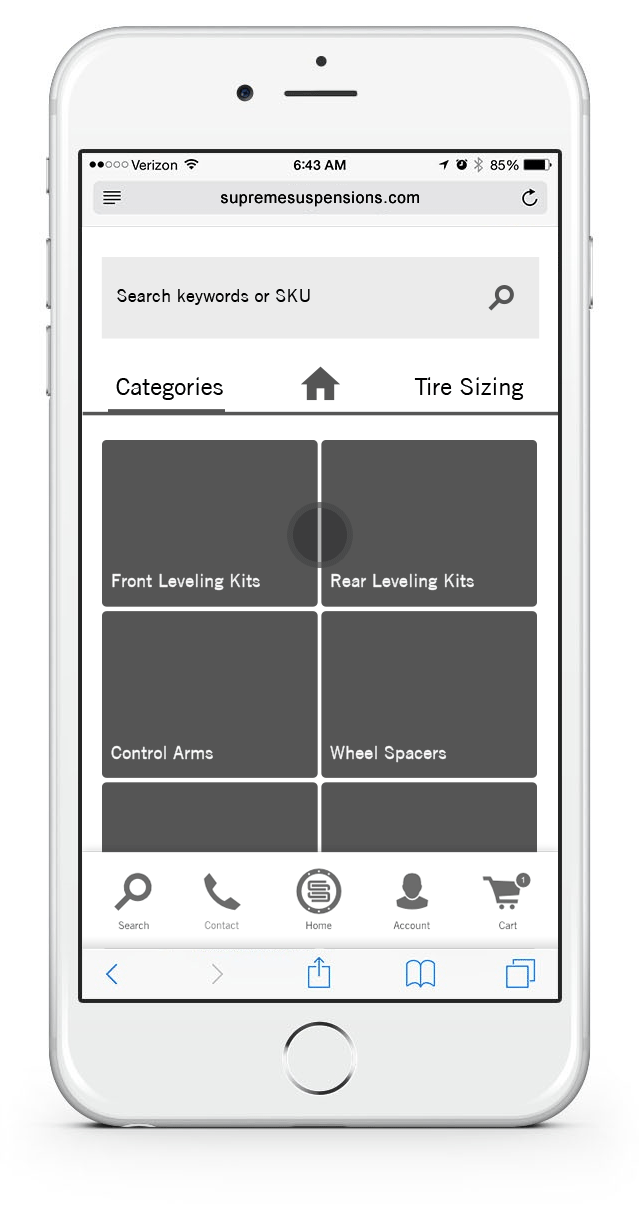 Verizon 6:43 AM 85%
supremesuspensions.com
Search keywords or SKU
Categories Tire Sizing
Front Leveling Kits Rear Leveling Kits
Control Arms Wheel Spacers
1
Search Contact Home Account Cart